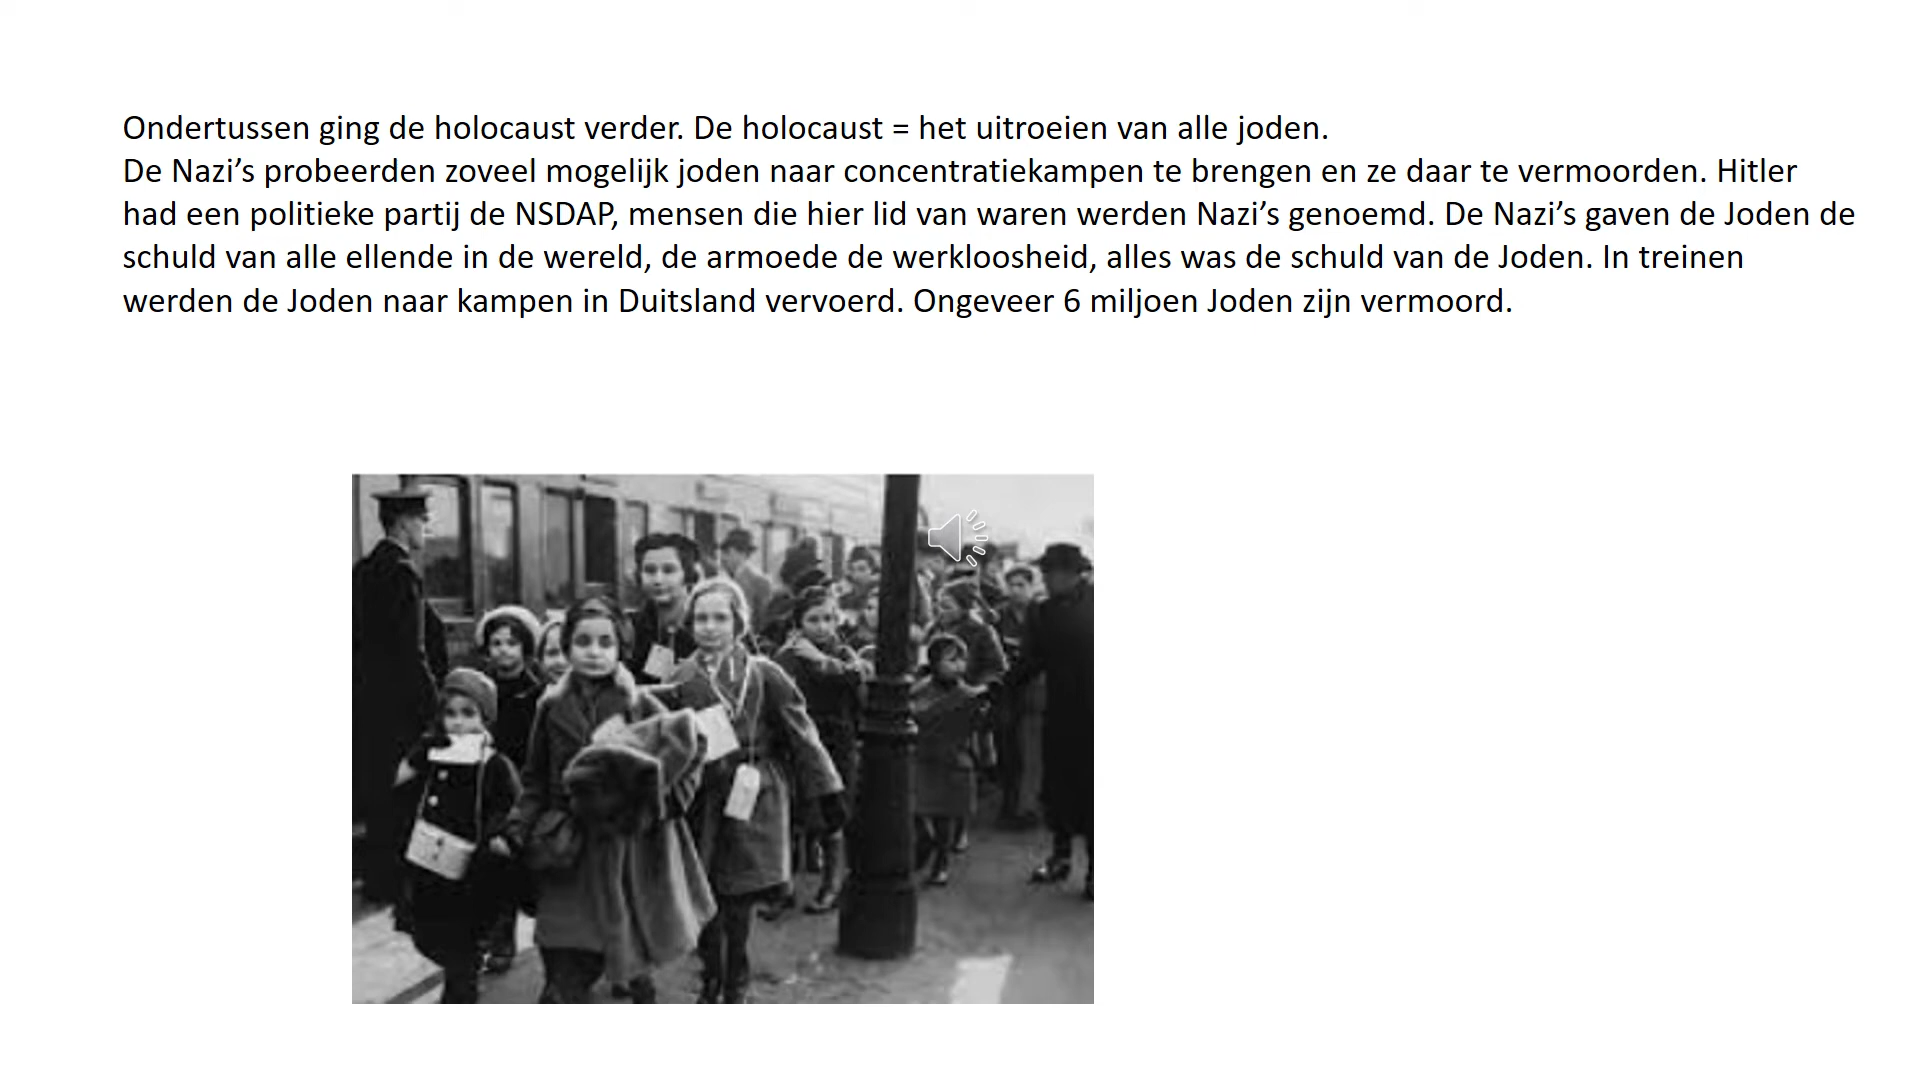 Ondertussen ging de holocaust verder. De holocaust = het uitroeien van alle joden.
De Nazi’s probeerden zoveel mogelijk joden naar concentratiekampen te brengen en ze daar te vermoorden. Hitler
had een politieke partij de NSDAP, mensen die hier lid van waren werden Nazi’s genoemd. De Nazi’s gaven de Joden de
schuld van alle ellende in de wereld, de armoede de werkloosheid, alles was de schuld van de Joden. In treinen
werden de Joden naar kampen in Duitsland vervoerd. Ongeveer 6 miljoen Joden zijn vermoord.